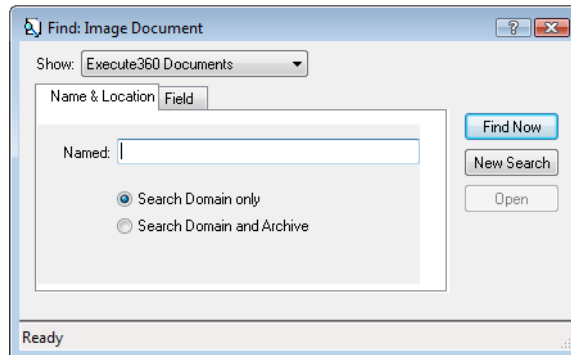 Find: Image Document
Show: Execute360 Documents
Name & Location Field
Find Now
Named:
New Search
Search Domain only
Open
Search Domain and Archive
Ready